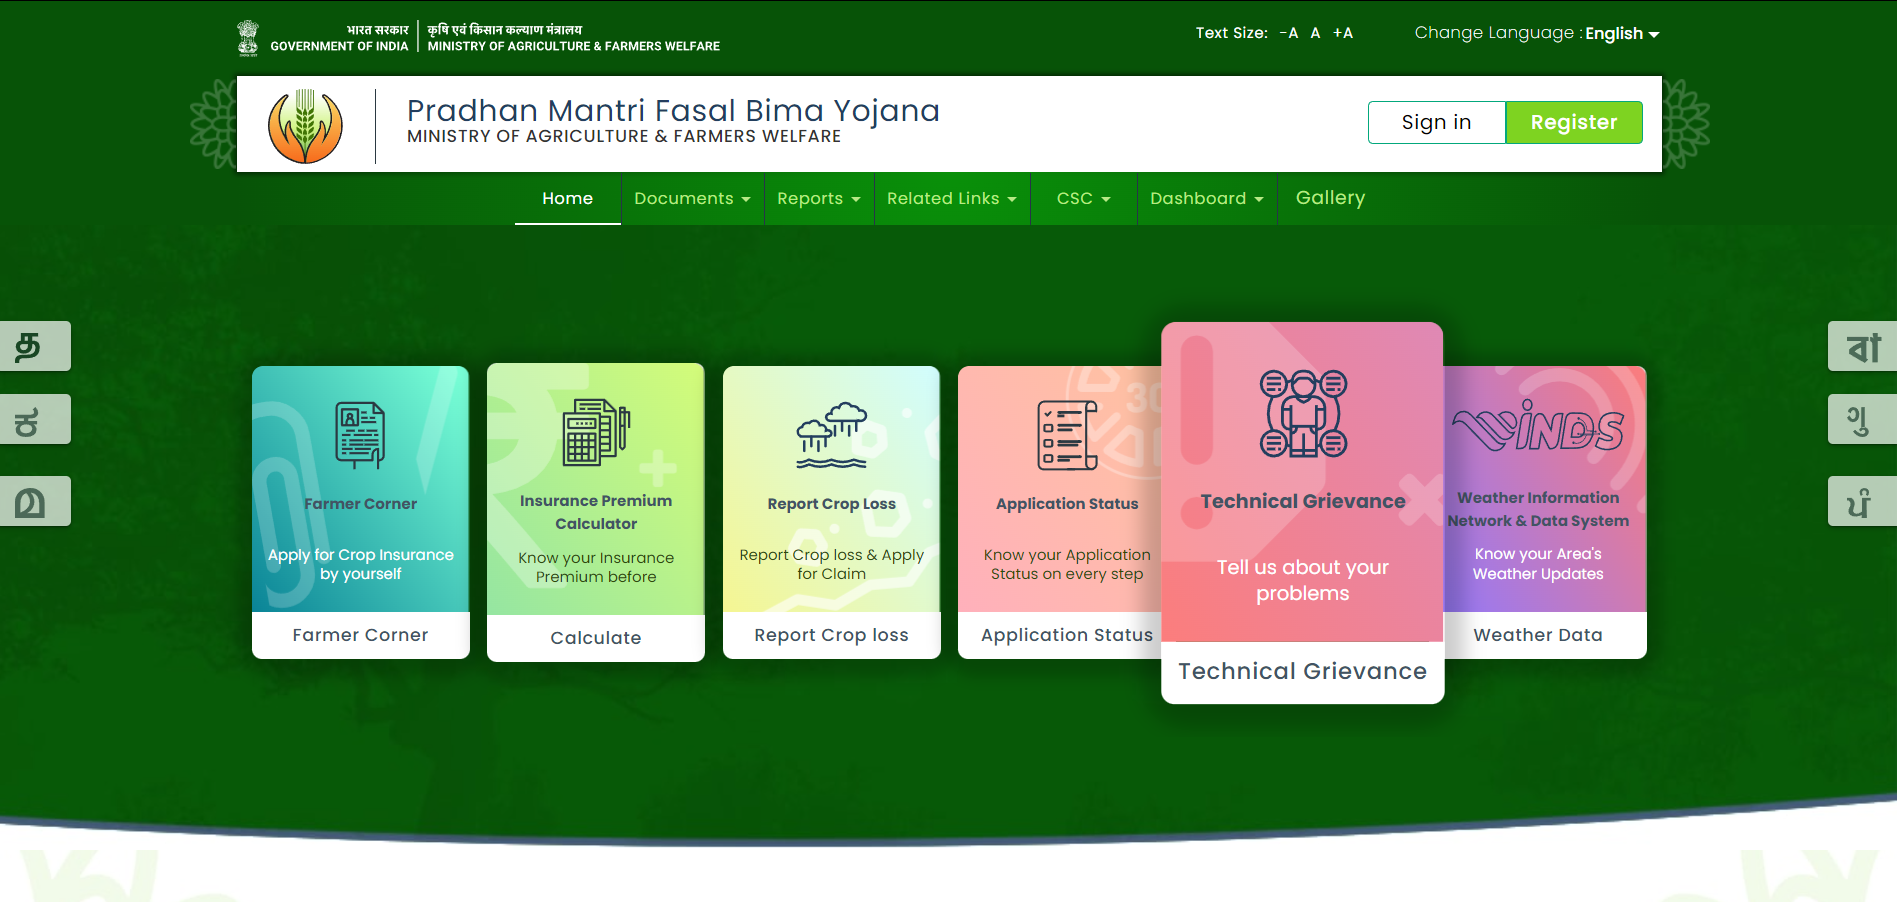 भारत सरकार
GOVERNMENT OF INDIA
कृषि एवं किसान कल्याण मंत्रालय
MINISTRY OF AGRICULTURE & FARMERS WELFARE
Text Size: -A A +A
Change Language : English
Pradhan Mantri Fasal Bima Yojana
MINISTRY OF AGRICULTURE & FARMERS WELFARE
Sign in
Register
Home
Documents
Reports
Related Links
CSC
Dashboard
Gallery
த
ಕ
മ
Farmer Corner
Apply for Crop Insurance
by yourself
Farmer Corner
Insurance Premium
Calculator
Know your Insurance
Premium before
Calculate
Report Crop Loss
Report Crop loss & Apply
for Claim
Report Crop loss
30
Application Status
Know your Application
Status on every step
Application Status
Technical Grievance
Tell us about your
problems
Technical Grievance
WINDS
Weather Information
Network & Data System
Know your Area's
Weather Updates
Weather Data
ગુ